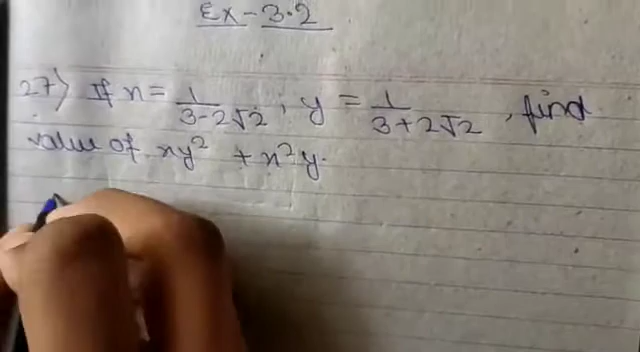 Ex-3.2
27) If x = 1/(3-2√2), y = 1/(3+2√2), find
value of xy² + x²y.